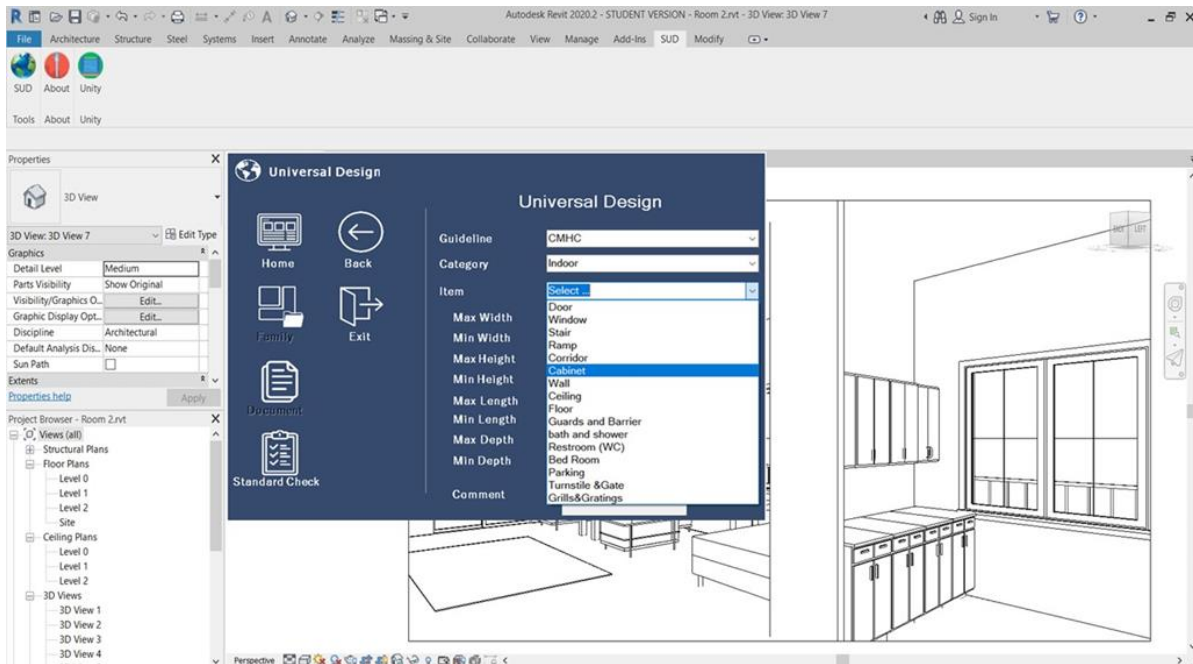 Autodesk Revit 2020.2 - STUDENT VERSION - Room 2.rvt - 3D View: 3D View 7
Sign In
File Architecture Structure Steel Systems Insert Annotate Analyze Massing & Site Collaborate View Manage Add-Ins SUD Modify
SUD About Unity
Tools About Unity
Properties X
3D View
3D View: 3D View 7
Edit Type
Graphics
Detail Level Medium
Parts Visibility Show Original
Visibility/Graphics O... Edit...
Graphic Display Opt... Edit...
Discipline Architectural
Default Analysis Dis... None
Sun Path
Extents
Properties help Apply
Project Browser - Room 2.rvt X
Views (all)
Structural Plans
Floor Plans
Level 0
Level 1
Level 2
Site
Ceiling Plans
Level 0
Level 1
Level 2
3D Views
3D View 1
3D View 2
3D View 3
3D View 4
Universal Design
Home Back
Family Exit
Document
Standard Check
Universal Design
Guideline CMHC
Category Indoor
Item Select ...
Max Width
Min Width
Max Height
Min Height
Max Length
Min Length
Max Depth
Min Depth
Comment
Door
Window
Stair
Ramp
Corridor
Cabinet
Wall
Ceiling
Floor
Guards and Barrier
bath and shower
Restroom (WC)
Bed Room
Parking
Turnstile &Gate
Grills&Gratings
LEFT
Perspective